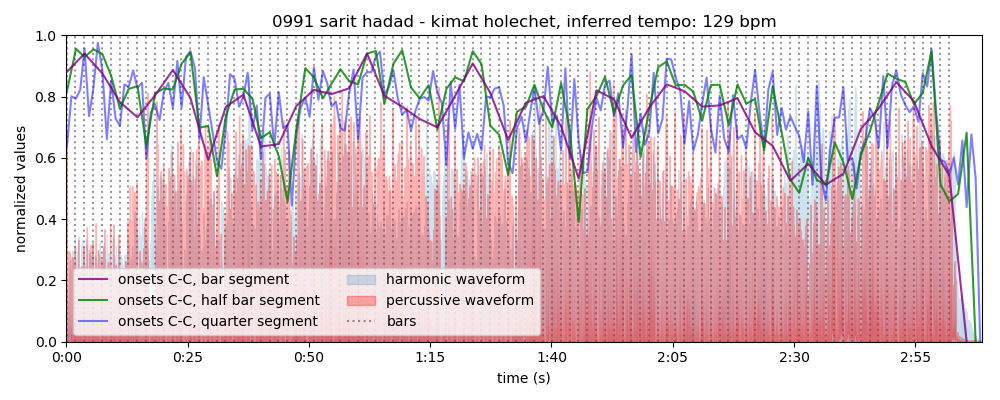 0991 sarit hadad - kimat holechet, inferred tempo: 129 bpm
1.0
0.8
0.6
0.4
0.2
0.0
normalized values
onsets C-C, bar segment
onsets C-C, half bar segment
onsets C-C, quarter segment
harmonic waveform
percussive waveform
bars
0:00 0:25 0:50 1:15 1:40 2:05 2:30 2:55
time (s)